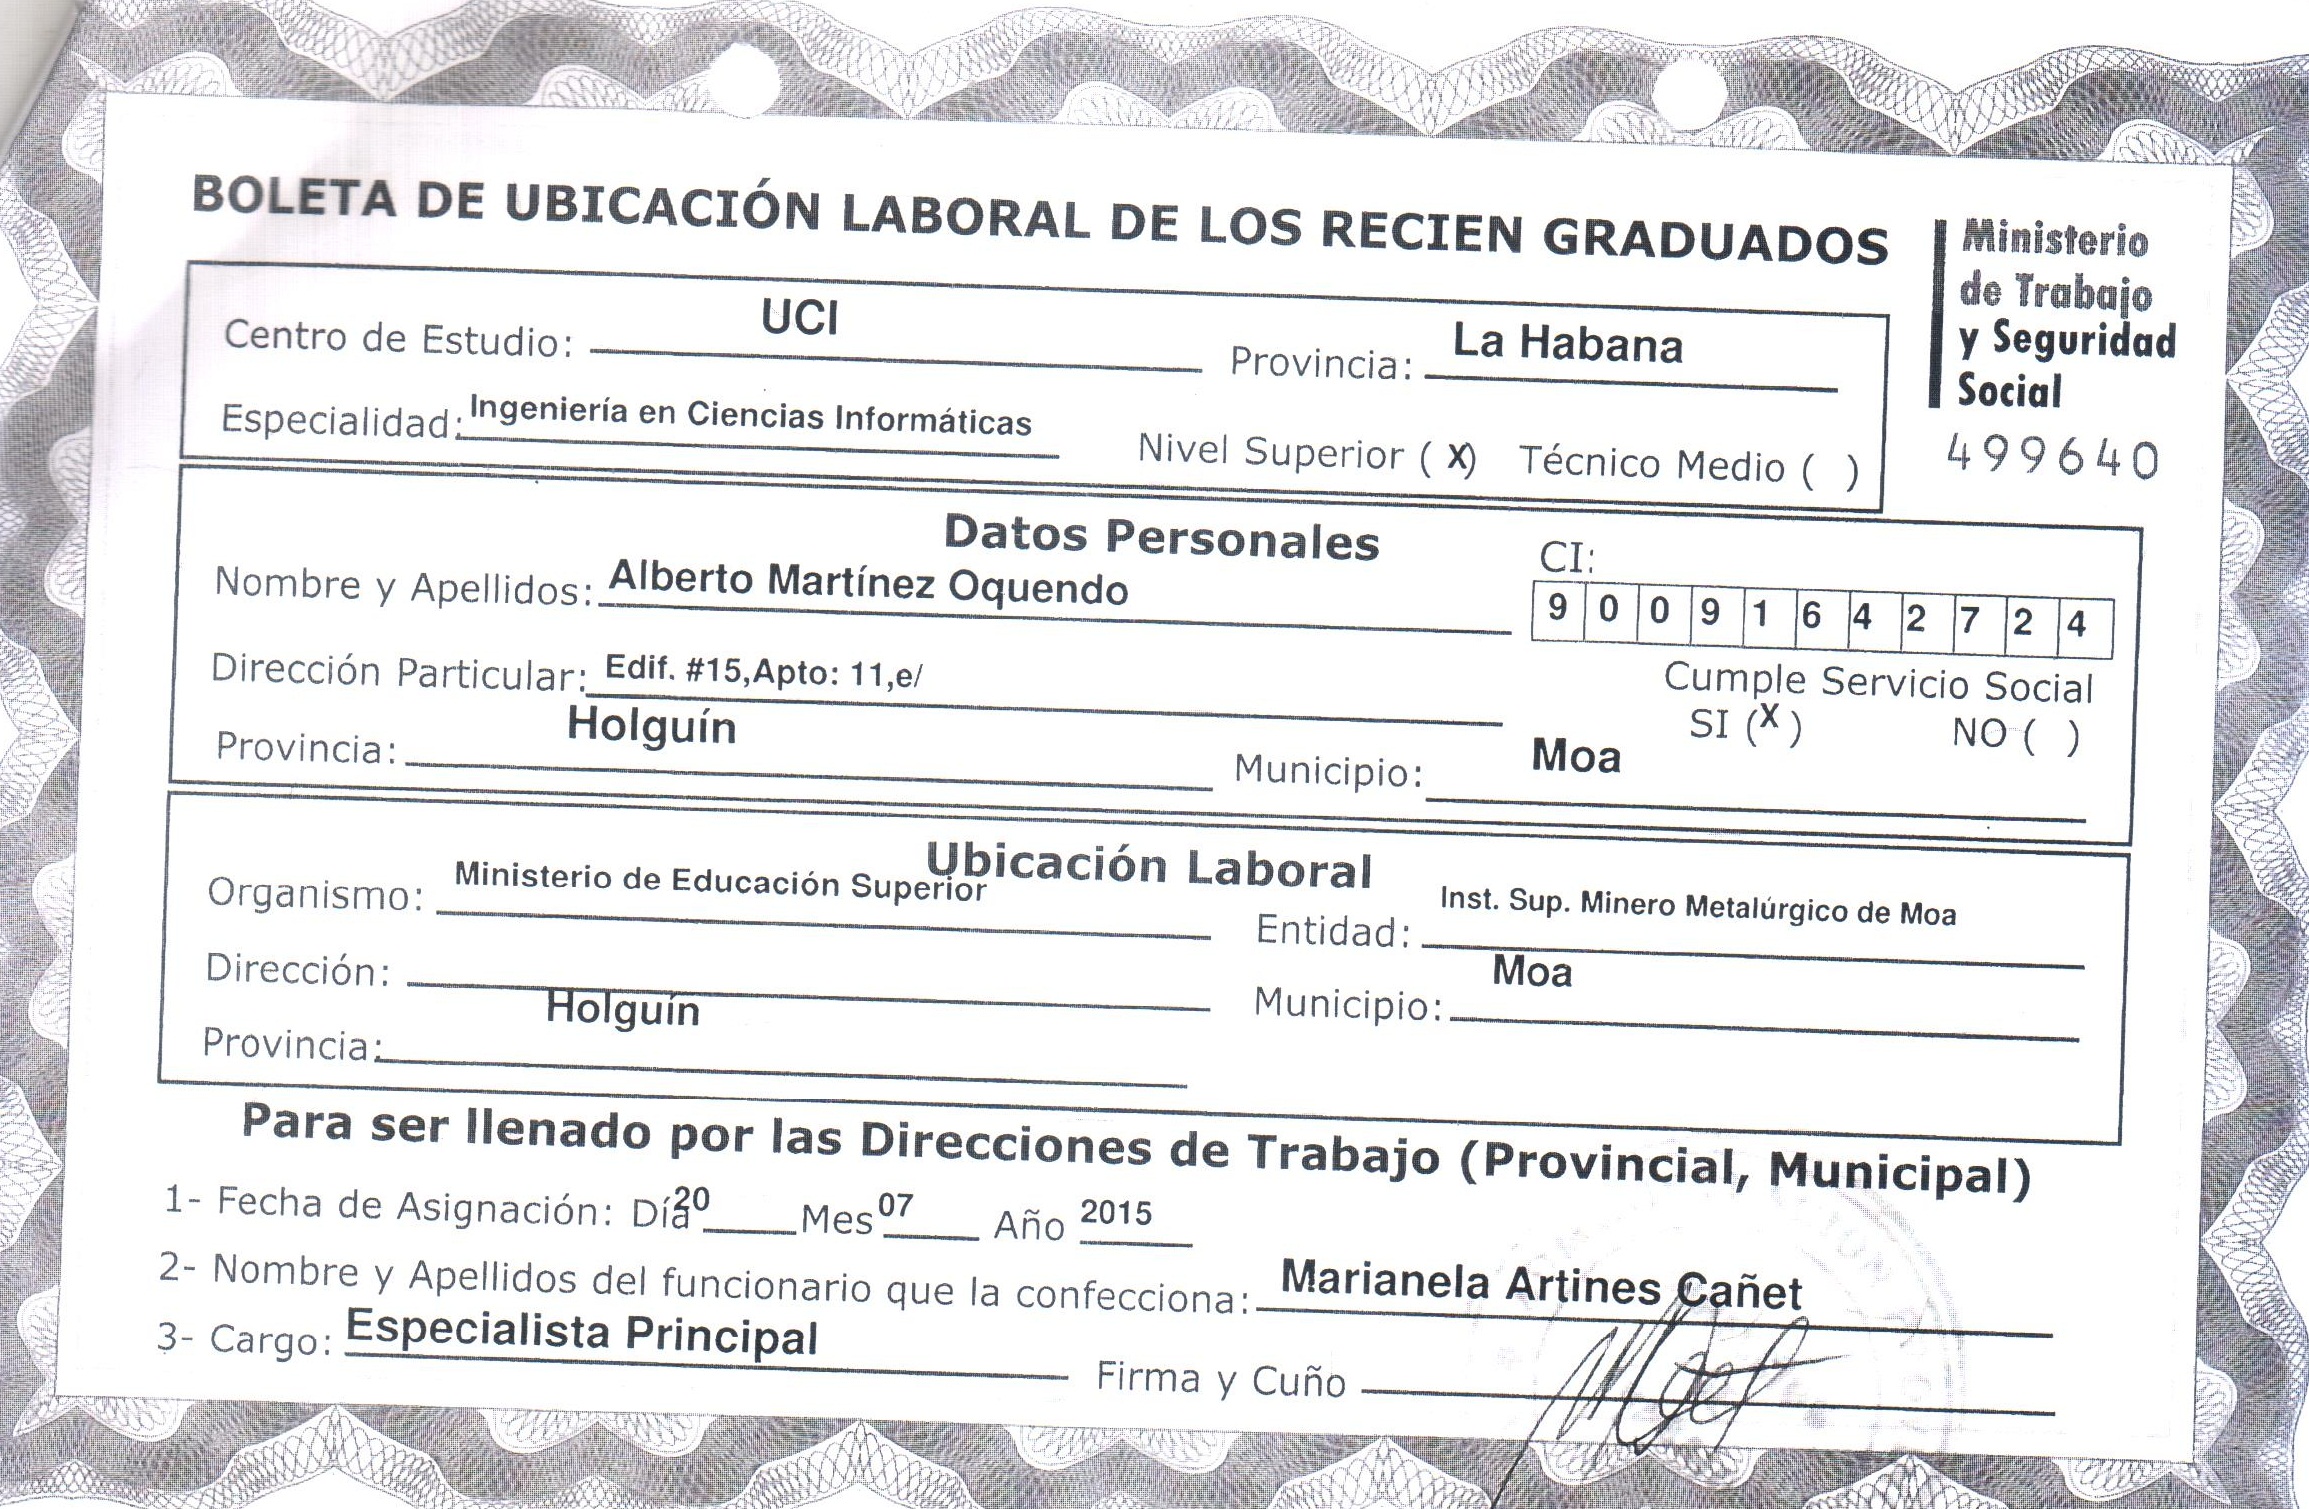 BOLETA DE UBICACIÓN LABORAL DE LOS RECIEN GRADUADOS
Ministerio
de Trabajo
y Seguridad
Social
499640
Centro de Estudio: UCI Provincia: La Habana
Especialidad: Ingeniería en Ciencias Informáticas Nivel Superior ( X) Técnico Medio ( )
Datos Personales
CI:
Nombre y Apellidos: Alberto Martínez Oquendo 9 0 0 9 1 6 4 2 7 2 4
Dirección Particular: Edif. #15,Apto: 11,e/ Cumple Servicio Social
SI (X ) NO ( )
Provincia: Holguín Municipio: Moa
Ubicación Laboral
Organismo: Ministerio de Educación Superior Entidad: Inst. Sup. Minero Metalúrgico de Moa
Dirección: Municipio: Moa
Provincia: Holguín
Para ser llenado por las Direcciones de Trabajo (Provincial, Municipal)
1- Fecha de Asignación: Día 20 Mes 07 Año 2015
2- Nombre y Apellidos del funcionario que la confecciona: Marianela Artines Cañet
3- Cargo: Especialista Principal Firma y Cuño